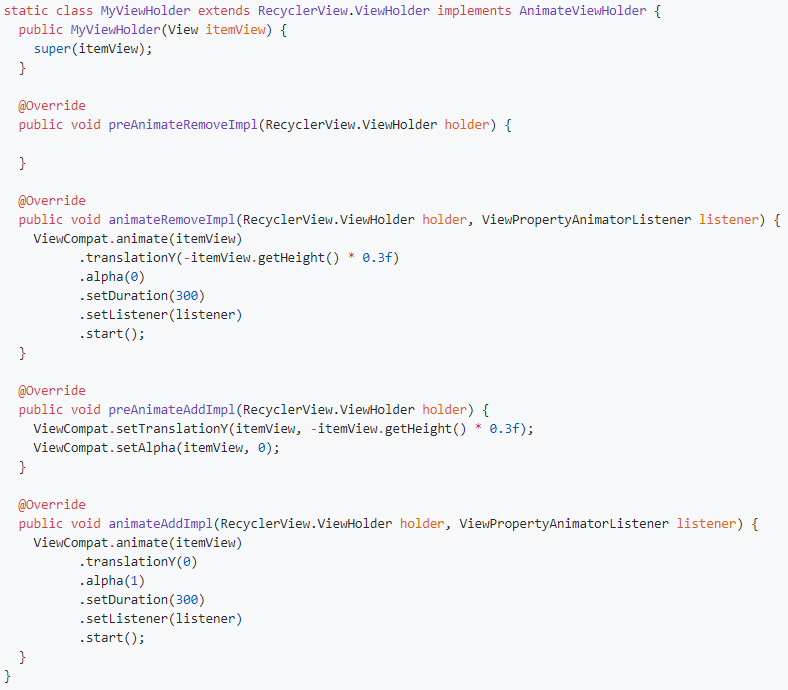 static class MyViewHolder extends RecyclerView.ViewHolder implements AnimateViewHolder {
  public MyViewHolder(View itemView) {
    super(itemView);
  }

  @Override
  public void preAnimateRemoveImpl(RecyclerView.ViewHolder holder) {

  }

  @Override
  public void animateRemoveImpl(RecyclerView.ViewHolder holder, ViewPropertyAnimatorListener listener) {
    ViewCompat.animate(itemView)
          .translationY(-itemView.getHeight() * 0.3f)
          .alpha(0)
          .setDuration(300)
          .setListener(listener)
          .start();
  }

  @Override
  public void preAnimateAddImpl(RecyclerView.ViewHolder holder) {
    ViewCompat.setTranslationY(itemView, -itemView.getHeight() * 0.3f);
    ViewCompat.setAlpha(itemView, 0);
  }

  @Override
  public void animateAddImpl(RecyclerView.ViewHolder holder, ViewPropertyAnimatorListener listener) {
    ViewCompat.animate(itemView)
          .translationY(0)
          .alpha(1)
          .setDuration(300)
          .setListener(listener)
          .start();
  }
}